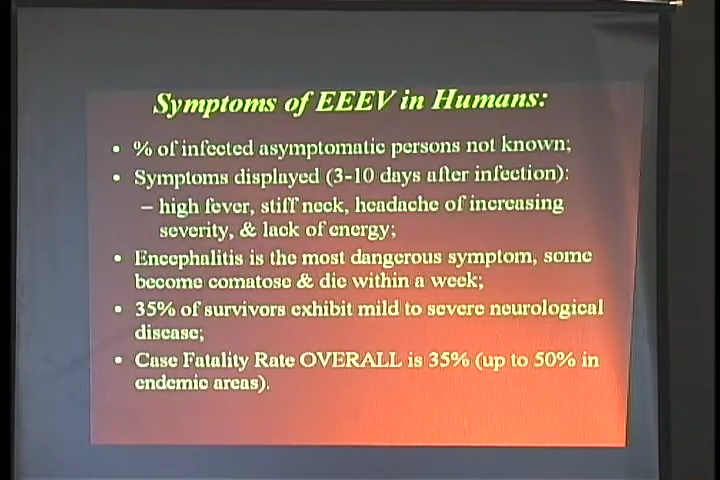 Symptoms of EEEV in Humans:
• % of infected asymptomatic persons not known;
• Symptoms displayed (3-10 days after infection):
– high fever, stiff neck, headache of increasing
severity, & lack of energy;
• Encephalitis is the most dangerous symptom, some
become comatose & die within a week;
• 35% of survivors exhibit mild to severe neurological
disease;
• Case Fatality Rate OVERALL is 35% (up to 50% in
endemic areas).